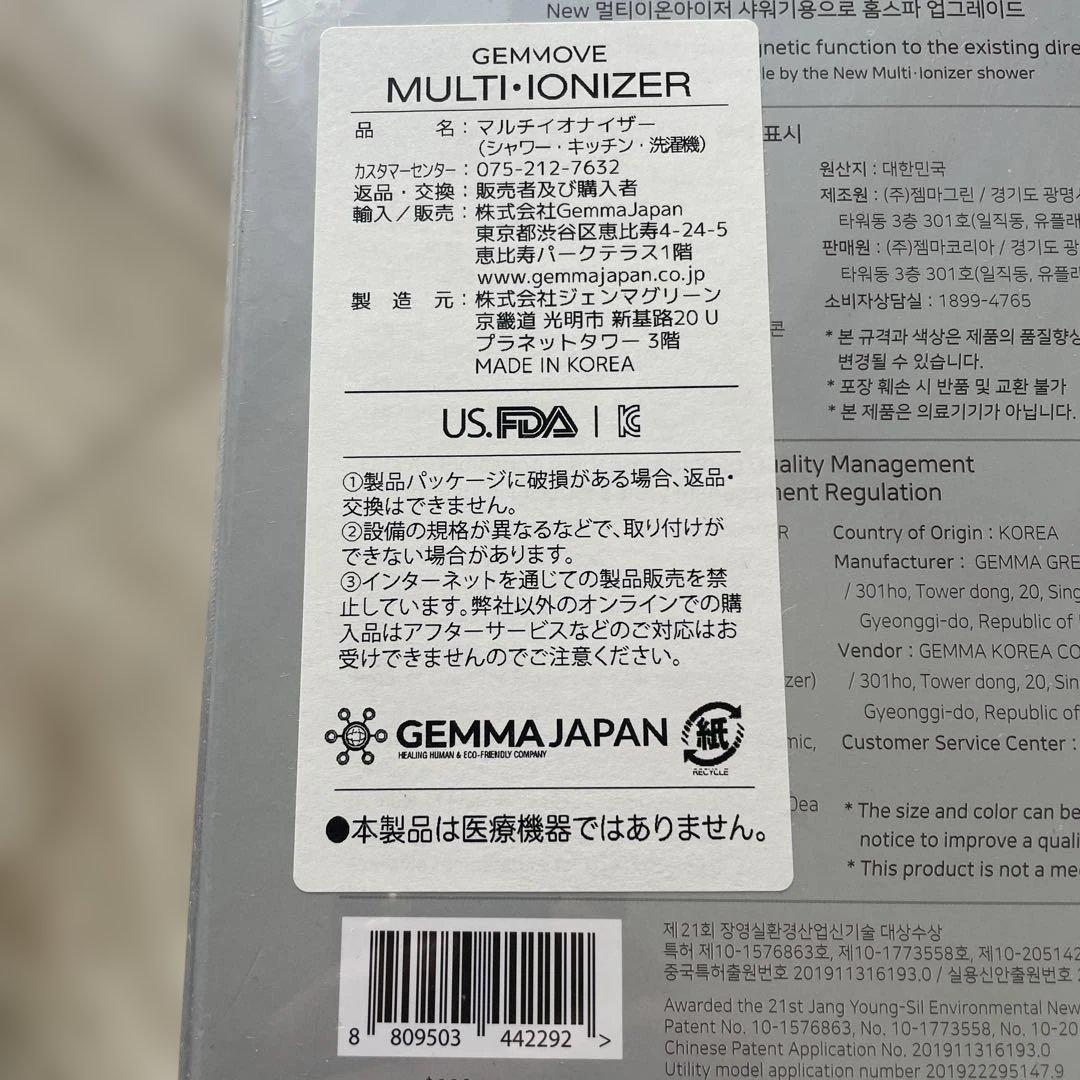 New 멀티이온아이저 샤워기용으로 홈스파 업그레이드
gnetic function to the existing dire
le by the New Multi·Ionizer shower
GEMMOVE
MULTI·IONIZER
品 名：マルチイオナイザー
（シャワー・キッチン・洗濯機）
カスタマーセンター：075-212-7632
返品・交換：販売者及び購入者
輸入／販売：株式会社GemmaJapan
東京都渋谷区恵比寿4-24-5
恵比寿パークテラス1階
www.gemmajapan.co.jp
製 造 元：株式会社ジェンマグリーン
京畿道 光明市 新基路20 U
プラネットタワー 3階
MADE IN KOREA
US.FDA | KC
①製品パッケージに破損がある場合、返品・
交換はできません。
②設備の規格が異なるなどで、取り付けが
できない場合があります。
③インターネットを通じての製品販売を禁
止しています。弊社以外のオンラインでの購
入品はアフターサービスなどのご対応はお
受けできませんのでご注意ください。
GEMMA JAPAN
HEALING HUMAN & ECO-FRIENDLY COMPANY
紙
RECYCLE
●本製品は医療機器ではありません。
표시
원산지 : 대한민국
제조원 : (주)젬마그린 / 경기도 광명시
타워동 3층 301호(일직동, 유플래
판매원 : (주)젬마코리아 / 경기도 광
타워동 3층 301호(일직동, 유플래
소비자상담실 : 1899-4765
콘
* 본 규격과 색상은 제품의 품질향상
변경될 수 있습니다.
* 포장 훼손 시 반품 및 교환 불가
* 본 제품은 의료기기가 아닙니다.
uality Management
ment Regulation
R
Country of Origin : KOREA
Manufacturer : GEMMA GRE
/ 301ho, Tower dong, 20, Sing
Gyeonggi-do, Republic of
Vendor : GEMMA KOREA CO
zer)
/ 301ho, Tower dong, 20, Sin
Gyeonggi-do, Republic of
mic,
Customer Service Center :
Dea
* The size and color can be
notice to improve a quali
* This product is not a me
8 809503 442292 >
제 21회 장영실환경산업신기술 대상수상
특허 제10-1576863호, 제10-1773558호, 제10-205142
중국특허출원번호 201911316193.0 / 실용신안출원번호 2
Awarded the 21st Jang Young-Sil Environmental New
Patent No. 10-1576863, No. 10-1773558, No. 10-20
Chinese Patent Application No. 201911316193.0
Utility model application number 201922295147.9